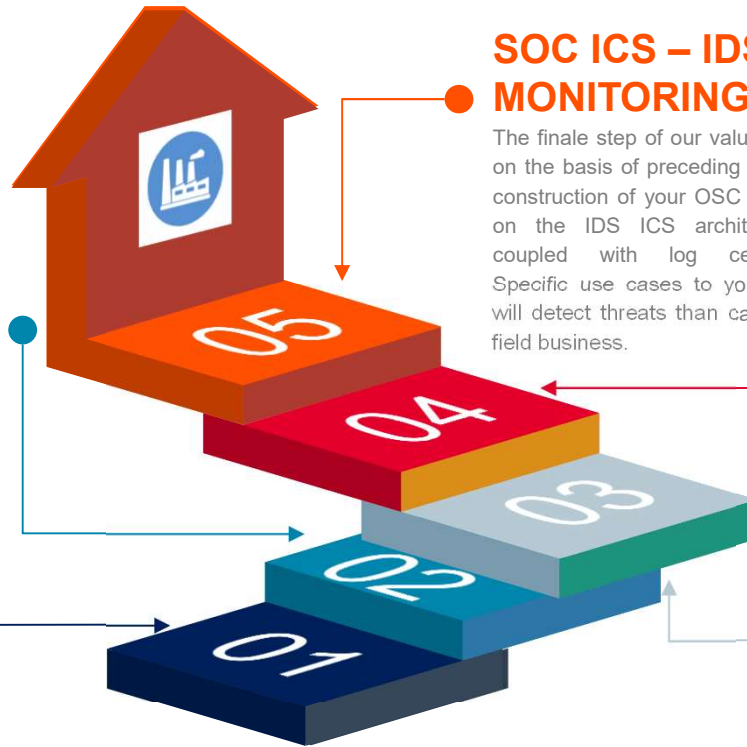 SOC ICS – IDS
MONITORING
The finale step of our valu
on the basis of preceding
construction of your OSC
on the IDS ICS archit
coupled with log ce
Specific use cases to yo
will detect threats than ca
field business.
05
04
03
02
01